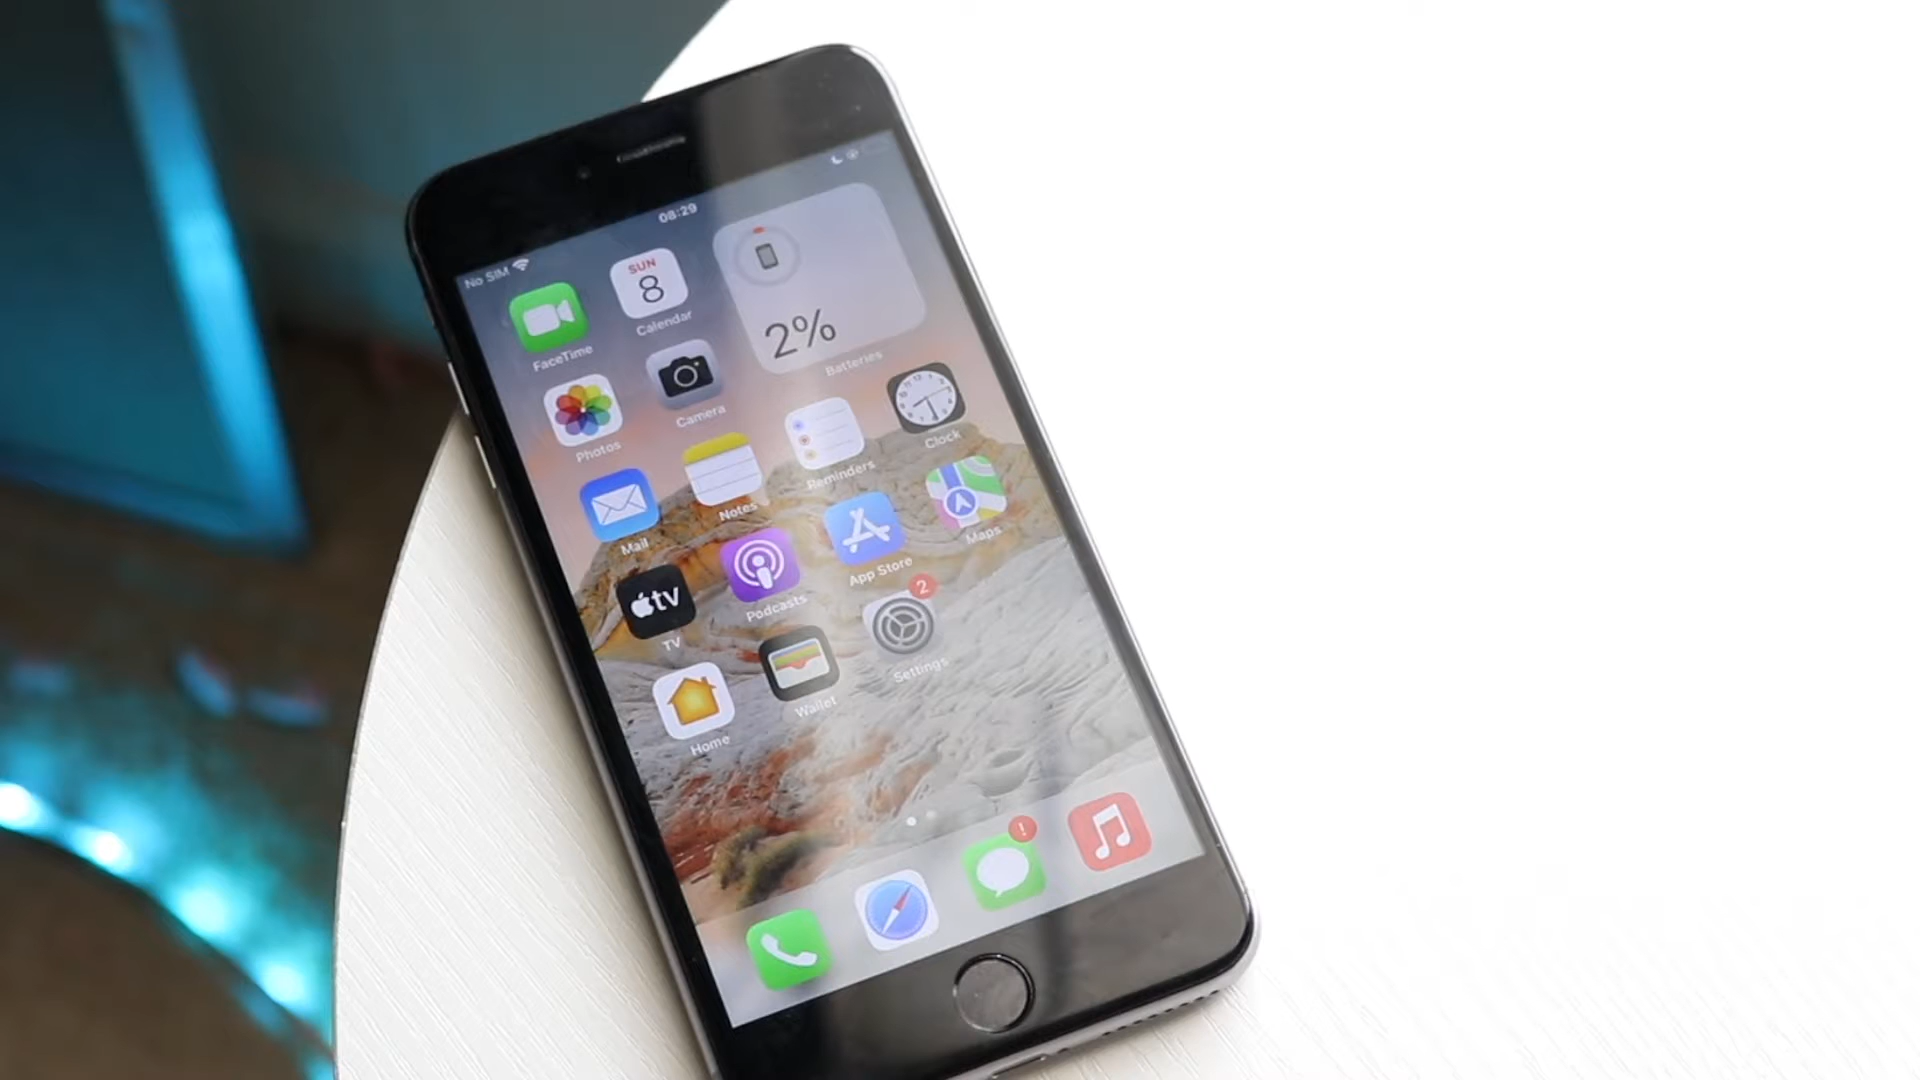 No SIM
08:29
FaceTime
SUN
8
Calendar
2%
Batteries
Photos
Camera
Mail
Notes
Reminders
Clock
tv
TV
Podcasts
App Store
Maps
Home
Wallet
2
Settings
!